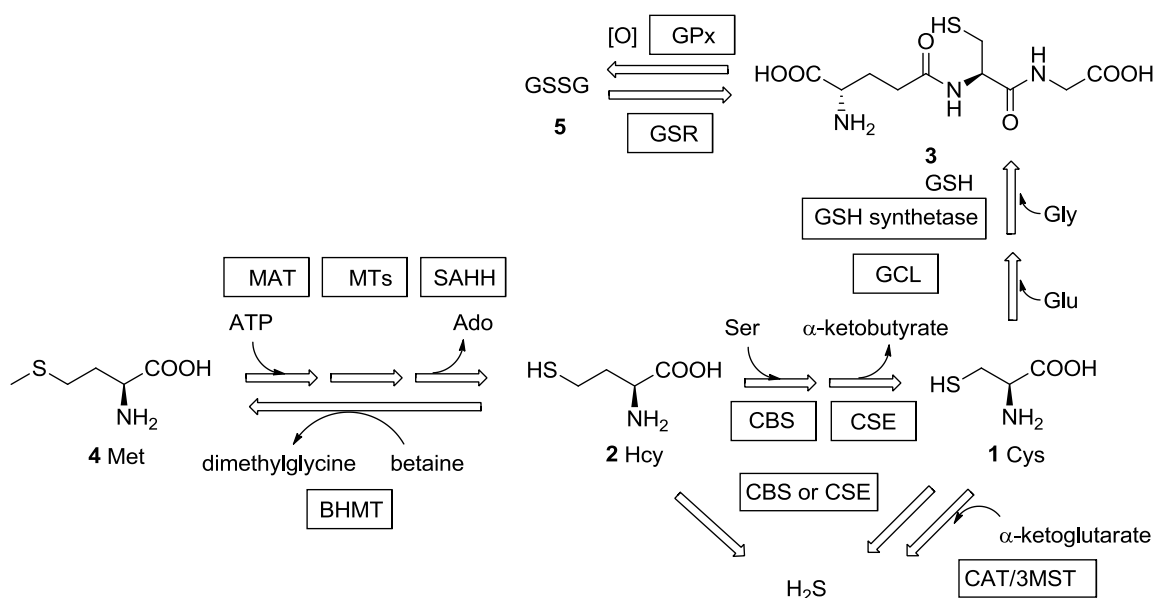 [O] GPx
HS
O
HOOC
COOH
H
N
N
H
GSSG
NH2
O
5
GSR
3
GSH
GSH synthetase
Gly
GCL
MAT MTs SAHH
Glu
ATP Ado
Ser α-ketobutyrate
S COOH
HS COOH
HS COOH
NH2
NH2
NH2
CBS CSE
4 Met
dimethylglycine betaine
2 Hcy
1 Cys
BHMT
CBS or CSE
α-ketoglutarate
CAT/3MST
H2S